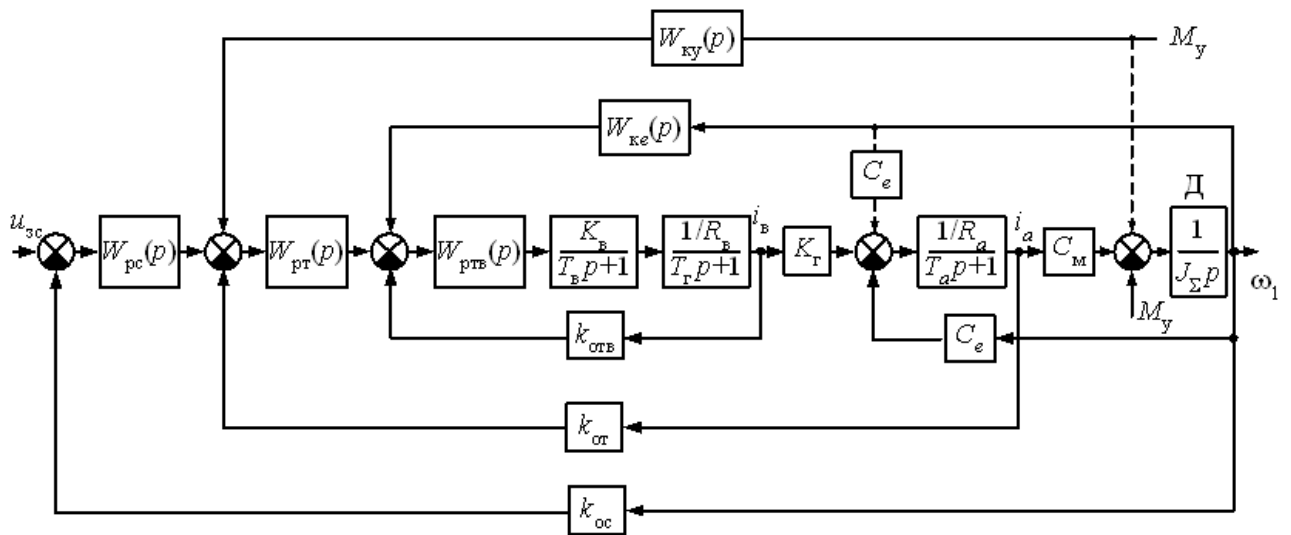 W_ку(p)
M_у
W_ке(p)
C_e
Д
u_зс
W_рс(p)
W_рт(p)
W_ртв(p)
K_в
T_в p+1
1/R_в
T_г p+1
i_в
K_г
1/R_a
T_a p+1
i_a
C_м
1
J_Σ p
ω_1
M_у
k_отв
C_e
k_от
k_ос